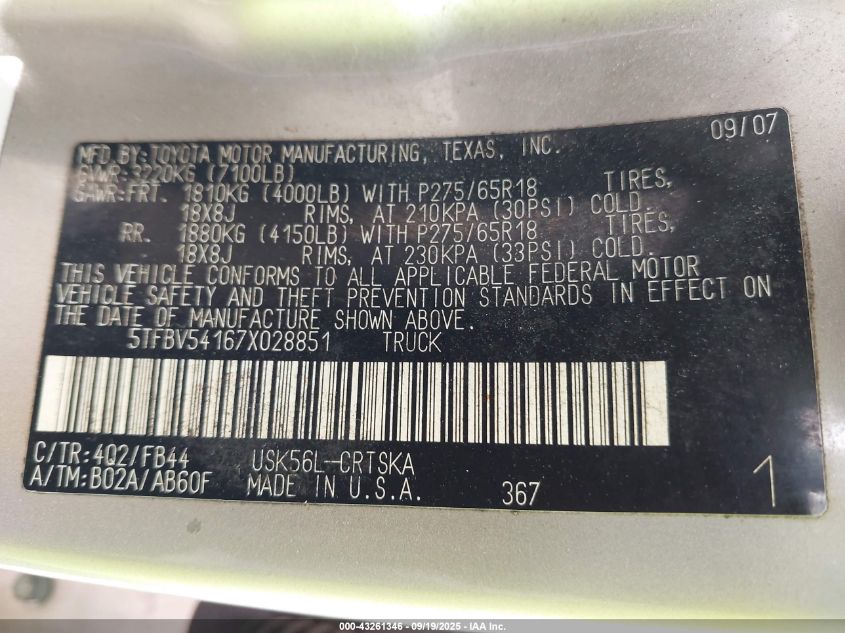 09/07
MFD.BY:TOYOTA MOTOR MANUFACTURING, TEXAS, INC.
GVWR:3220KG (7100LB)
GAWR:FRT. 1810KG (4000LB) WITH P275/65R18 TIRES,
18X8J RIMS, AT 210KPA (30PSI) COLD.
RR. 1880KG (4150LB) WITH P275/65R18 TIRES,
18X8J RIMS, AT 230KPA (33PSI) COLD.
THIS VEHICLE CONFORMS TO ALL APPLICABLE FEDERAL MOTOR
VEHICLE SAFETY AND THEFT PREVENTION STANDARDS IN EFFECT ON
THE DATE OF MANUFACTURE SHOWN ABOVE.
5TFBV54167X028851 TRUCK
C/TR:4Q2/FB44 USK56L-CRTSKA
A/TM:B02A/AB60F MADE IN U.S.A. 367 1
000-43261346 - 09/19/2025 - IAA Inc.